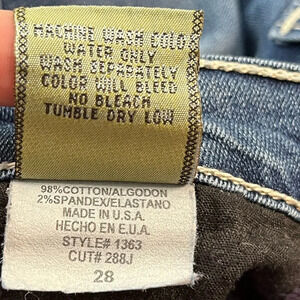 MACHINE WASH COLD
WATER ONLY
WASH SEPARATELY
COLOR WILL BLEED
NO BLEACH
TUMBLE DRY LOW
98%COTTON/ALGODON
2%SPANDEX/ELASTANO
MADE IN U.S.A.
HECHO EN E.U.A.
STYLE# 1363
CUT# 288J
28